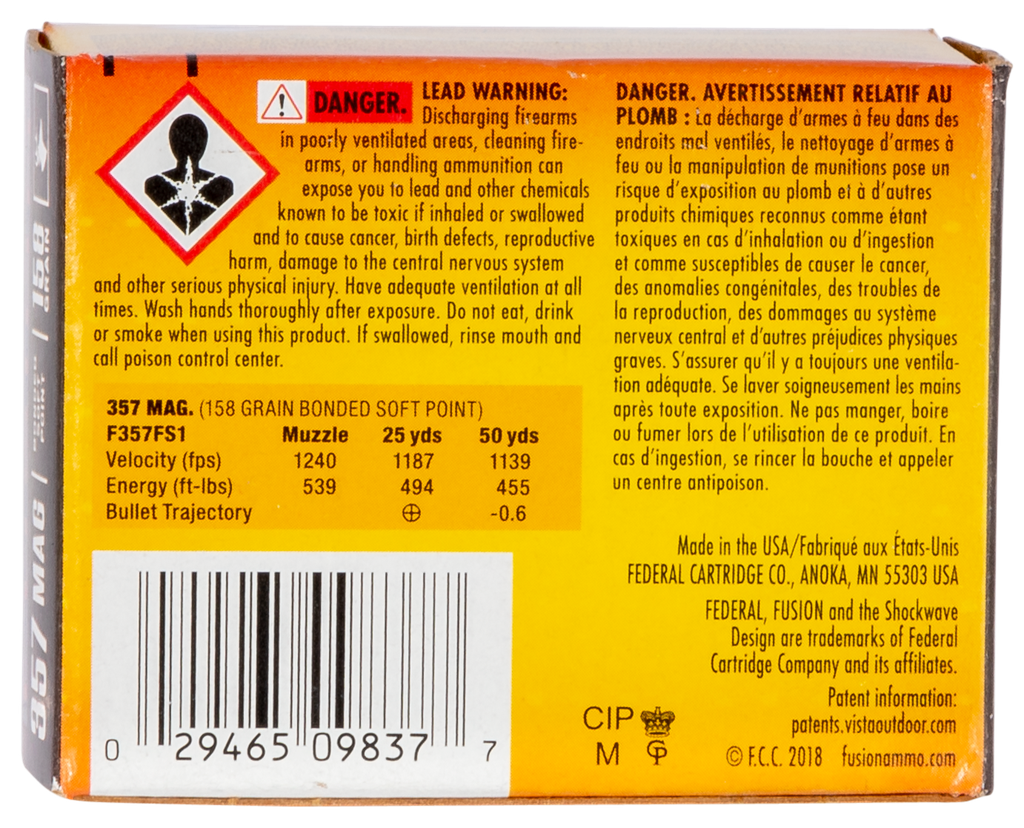 DANGER.
LEAD WARNING:
Discharging firearms
in poorly ventilated areas, cleaning fire-
arms, or handling ammunition can
expose you to lead and other chemicals
known to be toxic if inhaled or swallowed
and to cause cancer, birth defects, reproductive
harm, damage to the central nervous system
and other serious physical injury. Have adequate ventilation at all
times. Wash hands thoroughly after exposure. Do not eat, drink
or smoke when using this product. If swallowed, rinse mouth and
call poison control center.
357 MAG. (158 GRAIN BONDED SOFT POINT)
F357FS1 Muzzle 25 yds 50 yds
Velocity (fps) 1240 1187 1139
Energy (ft-lbs) 539 494 455
Bullet Trajectory ⊕ -0.6
0 29465 09837 7
DANGER. AVERTISSEMENT RELATIF AU
PLOMB : La décharge d'armes à feu dans des
endroits mal ventilés, le nettoyage d'armes à
feu ou la manipulation de munitions pose un
risque d'exposition au plomb et à d'autres
produits chimiques reconnus comme étant
toxiques en cas d'inhalation ou d'ingestion
et comme susceptibles de causer le cancer,
des anomalies congénitales, des troubles de
la reproduction, des dommages au système
nerveux central et d'autres préjudices physiques
graves. S'assurer qu'il y a toujours une ventila-
tion adéquate. Se laver soigneusement les mains
après toute exposition. Ne pas manger, boire
ou fumer lors de l'utilisation de ce produit. En
cas d'ingestion, se rincer la bouche et appeler
un centre antipoison.
Made in the USA/Fabriqué aux États-Unis
FEDERAL CARTRIDGE CO., ANOKA, MN 55303 USA
FEDERAL, FUSION and the Shockwave
Design are trademarks of Federal
Cartridge Company and its affiliates.
Patent information:
patents.vistaoutdoor.com
CIP
M
© F.C.C. 2018 fusionammo.com
357 MAG
POINT
158
GRAIN